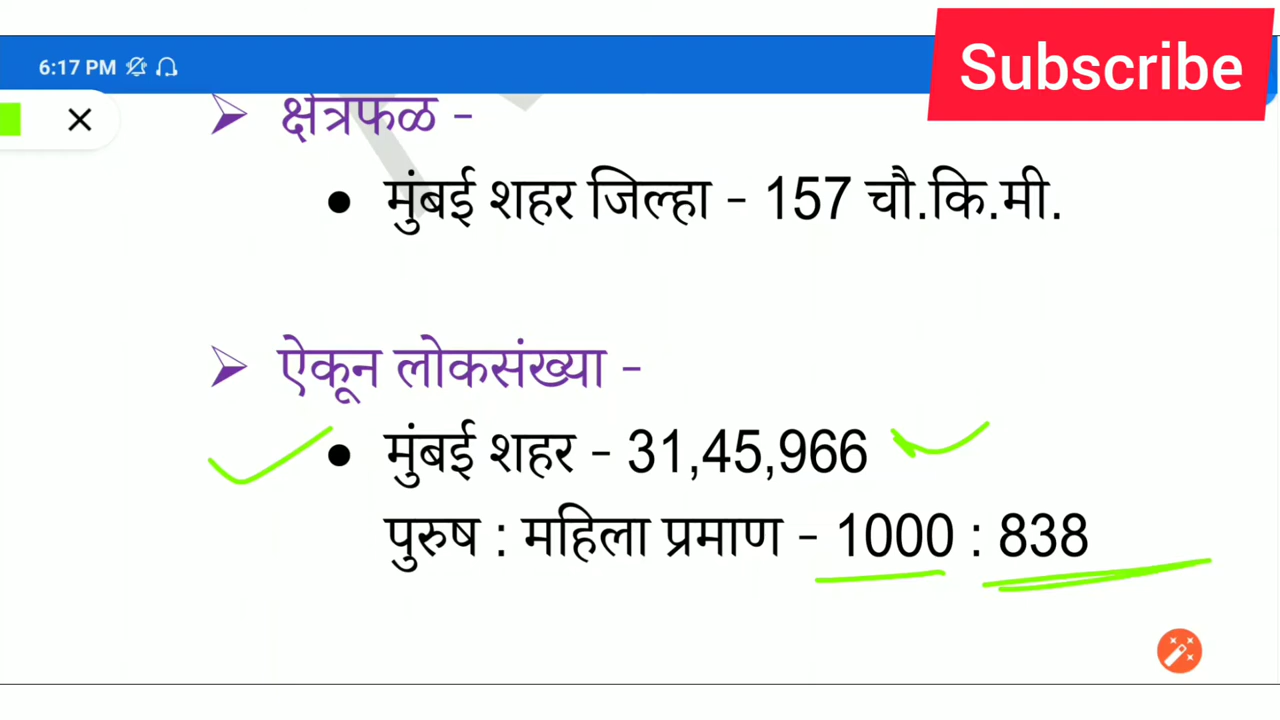 Subscribe
6:17 PM
क्षेत्रफळ -
मुंबई शहर जिल्हा - 157 चौ.कि.मी.
ऐकून लोकसंख्या -
मुंबई शहर - 31,45,966
पुरुष : महिला प्रमाण - 1000 : 838